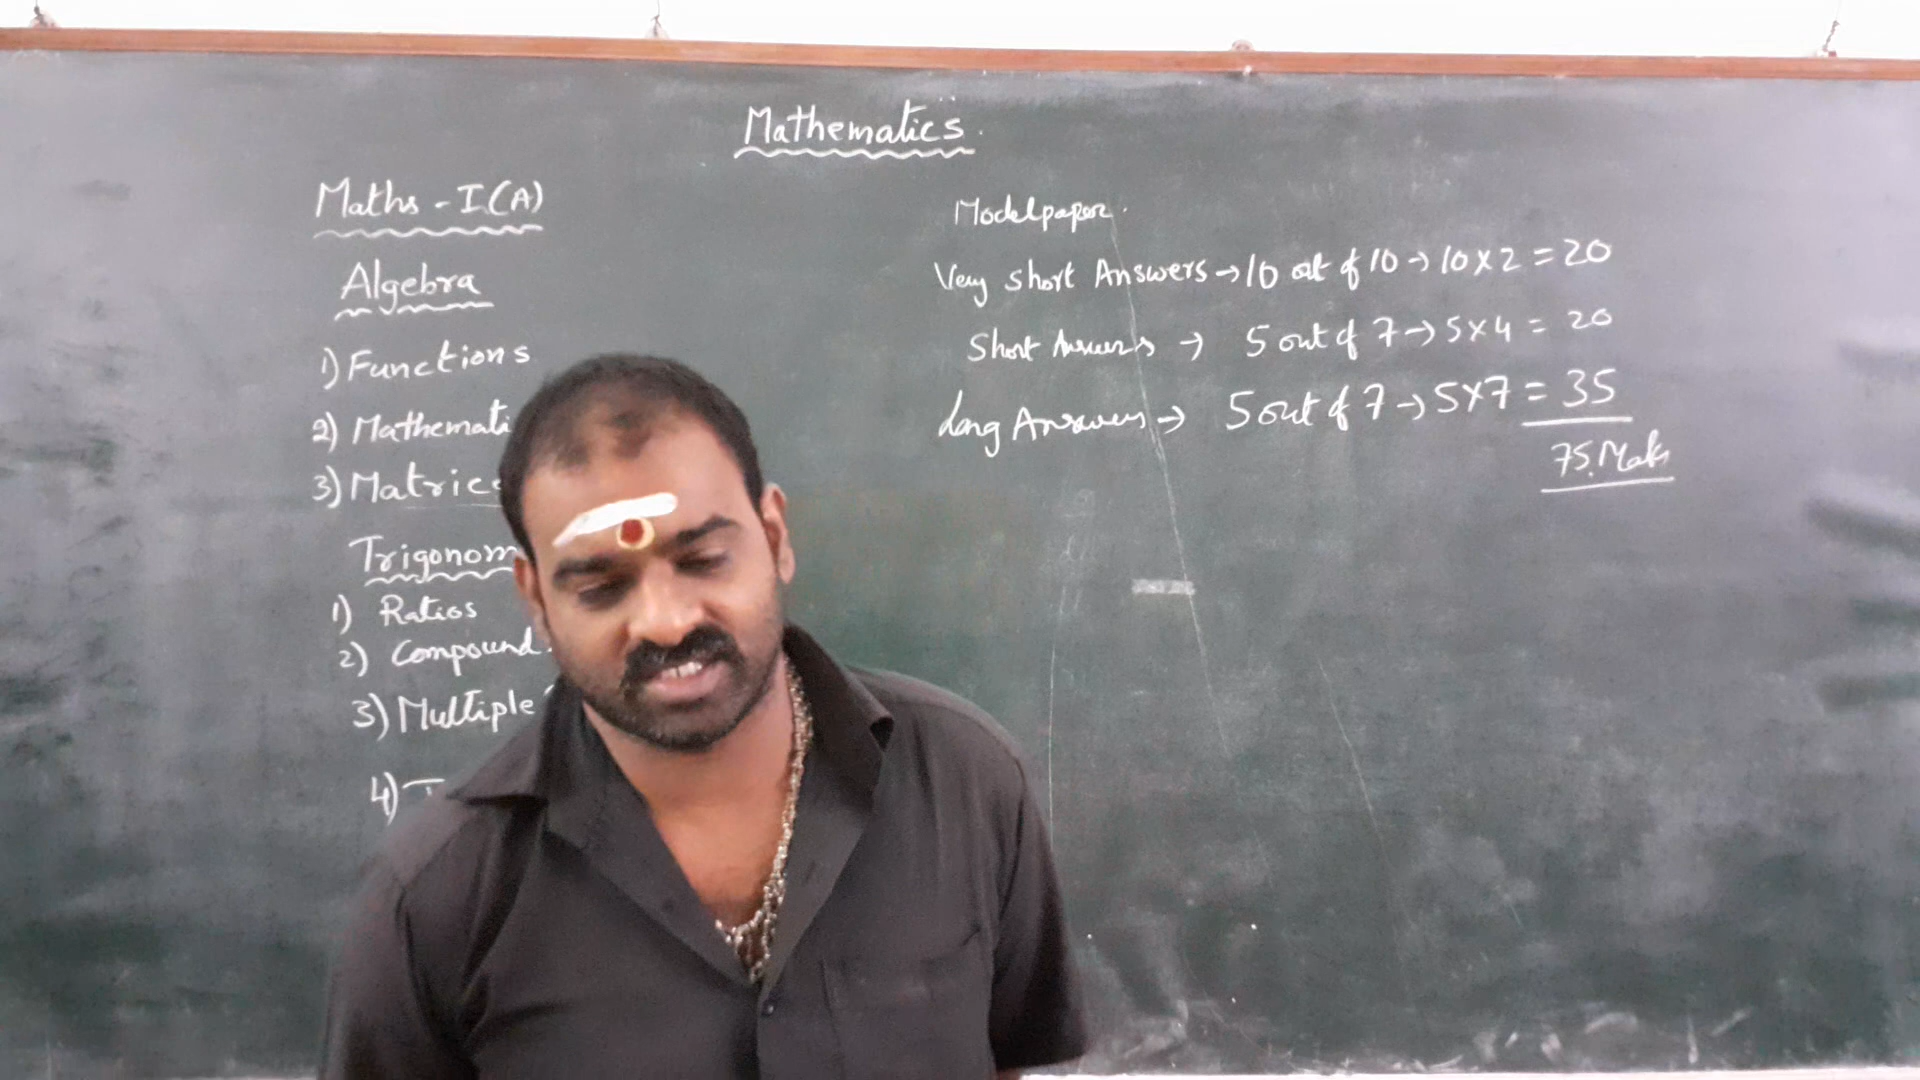 Mathematics.
Maths - I(A)
Algebra
1) Functions
2) Mathemati
3) Matrices
Trigonom
1) Ratios
2) Compound
3) Multiple
4)
Modelpaper.
Very Short Answers → 10 out of 10 → 10 x 2 = 20
Short Answers → 5 out of 7 → 5 x 4 = 20
Long Answers → 5 out of 7 → 5 x 7 = 35
75.Marks